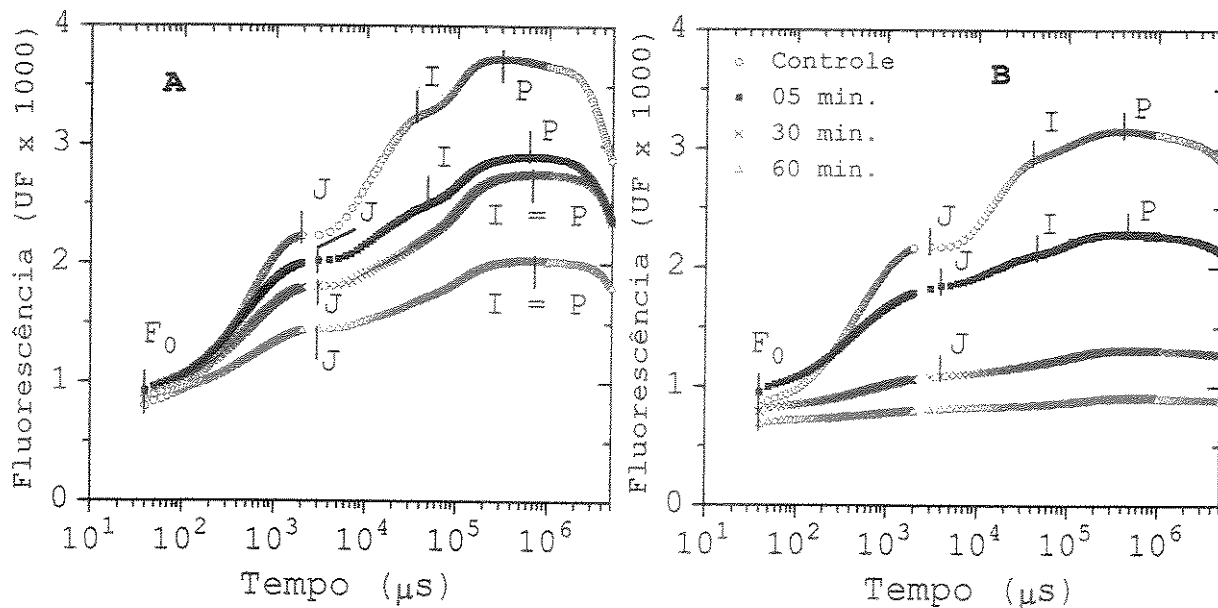 Fluorescência (UF x 1000)
4
3
2
1
0
A
F0
J
J
J
J
I
P
I
P
I = P
I = P
10^1 10^2 10^3 10^4 10^5 10^6
Tempo (μs)
Fluorescência (UF x 1000)
4
3
2
1
0
B
Controle
05 min.
30 min.
60 min.
F0
J
J
J
I
P
I
P
10^1 10^2 10^3 10^4 10^5 10^6
Tempo (μs)